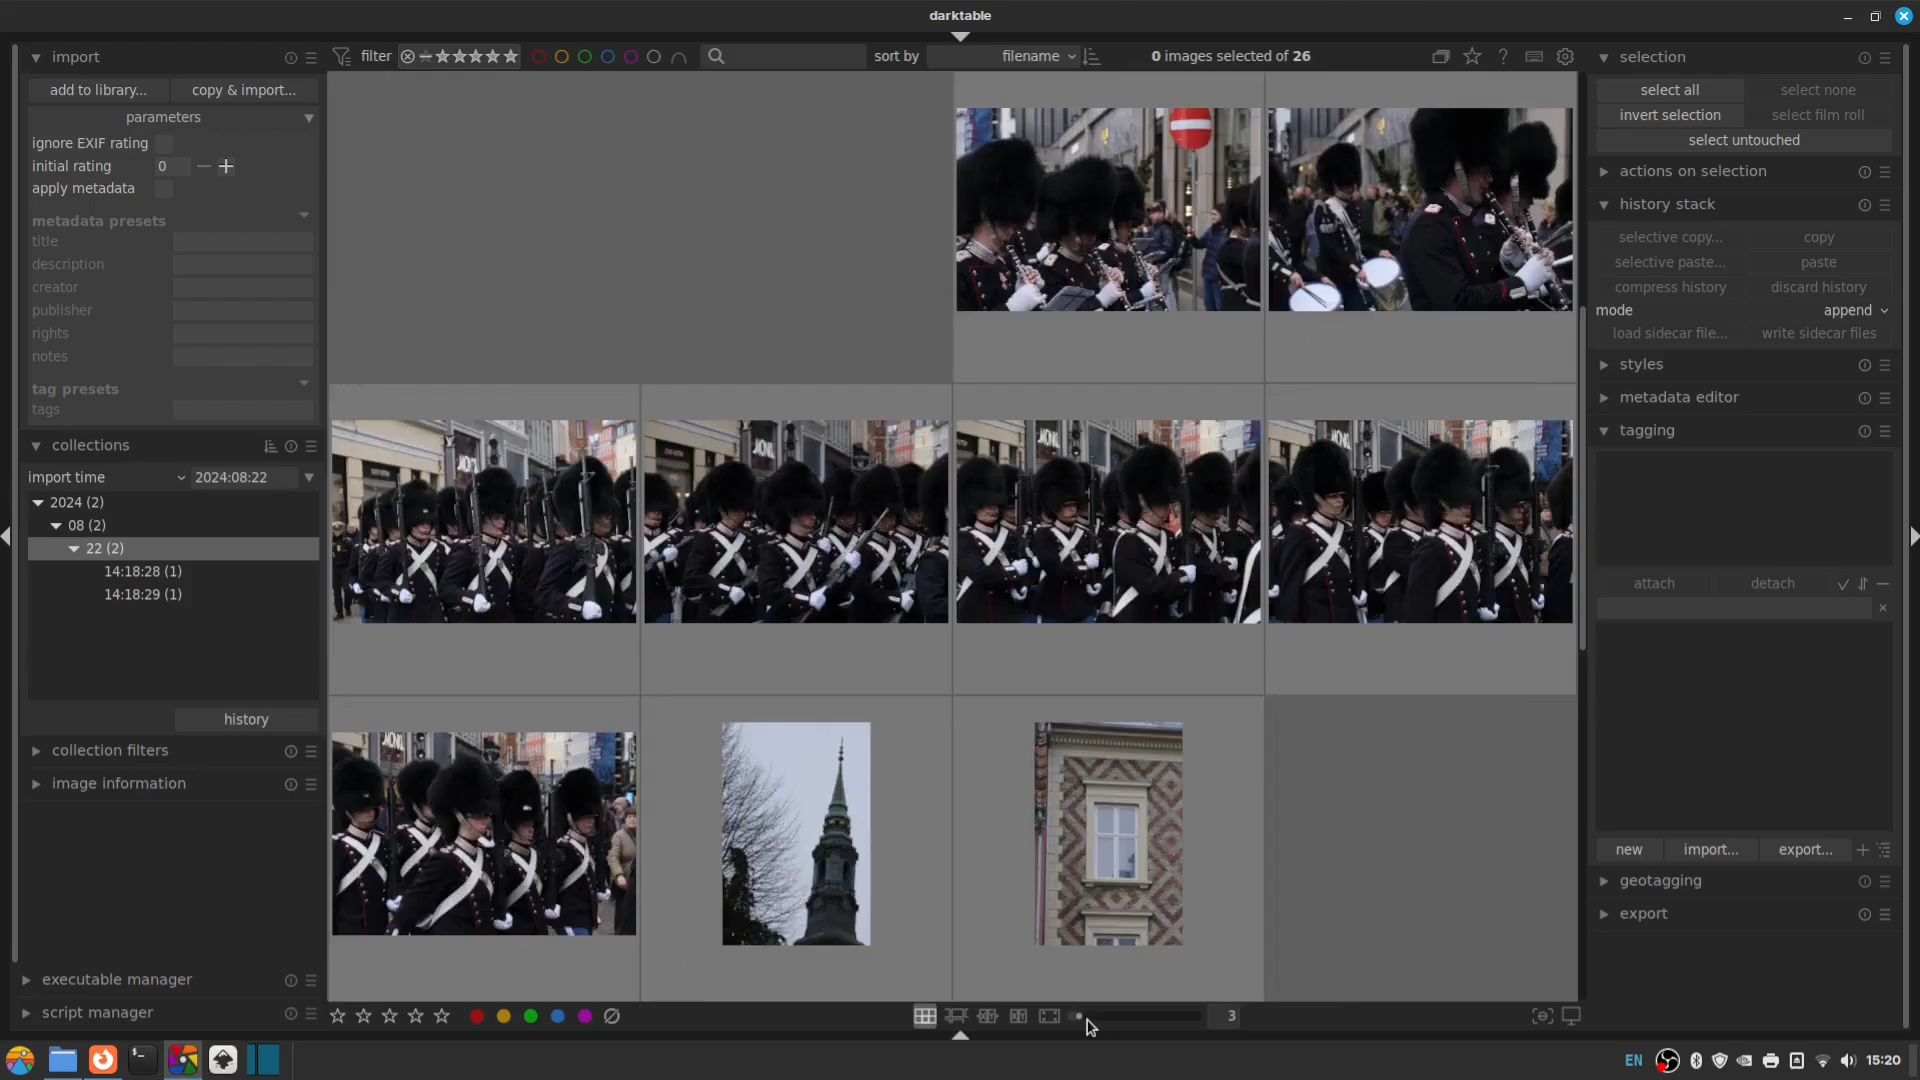 darktable
import
add to library...
copy & import...
parameters
ignore EXIF rating
initial rating 0
apply metadata
metadata presets
title
description
creator
publisher
rights
notes
tag presets
tags
collections
import time 2024:08:22
2024 (2)
08 (2)
22 (2)
14:18:28 (1)
14:18:29 (1)
history
collection filters
image information
executable manager
script manager
filter
sort by filename
0 images selected of 26
3
selection
select all
select none
invert selection
select film roll
select untouched
actions on selection
history stack
selective copy...
copy
selective paste...
paste
compress history
discard history
mode append
load sidecar file...
write sidecar files
styles
metadata editor
tagging
attach
detach
new
import...
export...
geotagging
export
EN
15:20